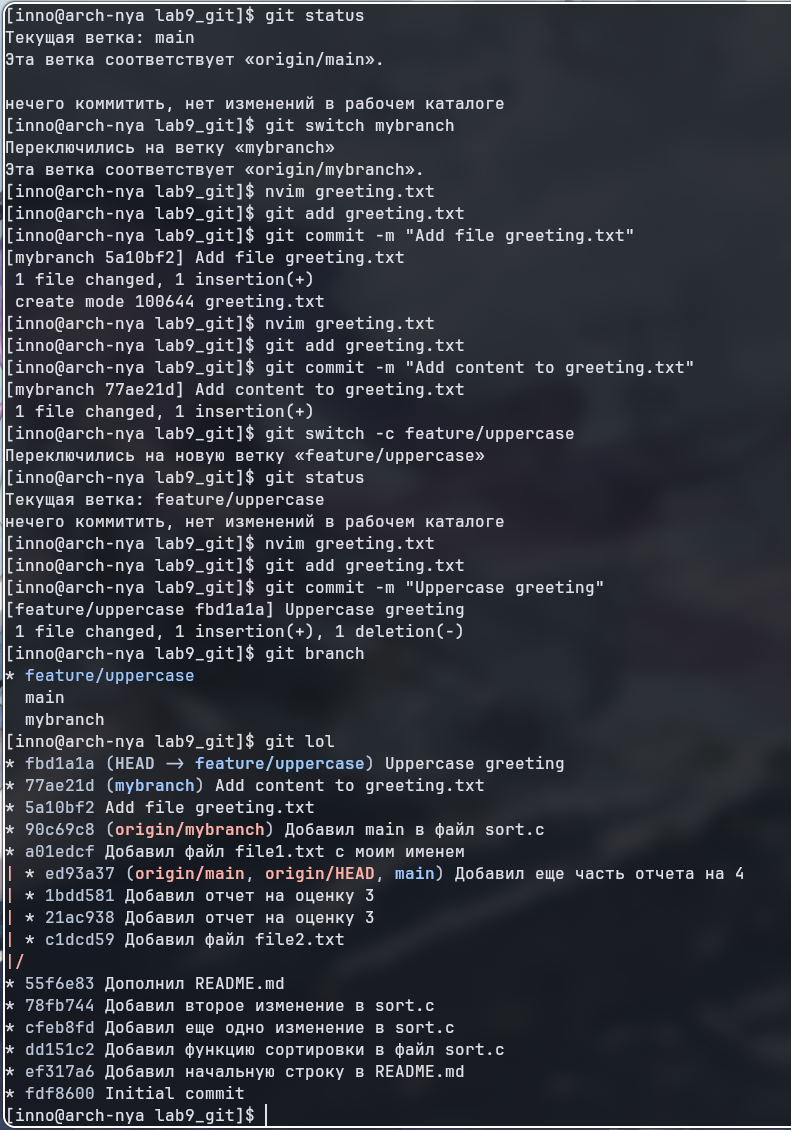 [inno@arch-nya lab9_git]$ git status
Текущая ветка: main
Эта ветка соответствует «origin/main».

нечего коммитить, нет изменений в рабочем каталоге
[inno@arch-nya lab9_git]$ git switch mybranch
Переключились на ветку «mybranch»
Эта ветка соответствует «origin/mybranch».
[inno@arch-nya lab9_git]$ nvim greeting.txt
[inno@arch-nya lab9_git]$ git add greeting.txt
[inno@arch-nya lab9_git]$ git commit -m "Add file greeting.txt"
[mybranch 5a10bf2] Add file greeting.txt
 1 file changed, 1 insertion(+)
 create mode 100644 greeting.txt
[inno@arch-nya lab9_git]$ nvim greeting.txt
[inno@arch-nya lab9_git]$ git add greeting.txt
[inno@arch-nya lab9_git]$ git commit -m "Add content to greeting.txt"
[mybranch 77ae21d] Add content to greeting.txt
 1 file changed, 1 insertion(+)
[inno@arch-nya lab9_git]$ git switch -c feature/uppercase
Переключились на новую ветку «feature/uppercase»
[inno@arch-nya lab9_git]$ git status
Текущая ветка: feature/uppercase
нечего коммитить, нет изменений в рабочем каталоге
[inno@arch-nya lab9_git]$ nvim greeting.txt
[inno@arch-nya lab9_git]$ git add greeting.txt
[inno@arch-nya lab9_git]$ git commit -m "Uppercase greeting"
[feature/uppercase fbd1a1a] Uppercase greeting
 1 file changed, 1 insertion(+), 1 deletion(-)
[inno@arch-nya lab9_git]$ git branch
* feature/uppercase
  main
  mybranch
[inno@arch-nya lab9_git]$ git lol
* fbd1a1a (HEAD -> feature/uppercase) Uppercase greeting
* 77ae21d (mybranch) Add content to greeting.txt
* 5a10bf2 Add file greeting.txt
* 90c69c8 (origin/mybranch) Добавил main в файл sort.c
* a01edcf Добавил файл file1.txt с моим именем
| * ed93a37 (origin/main, origin/HEAD, main) Добавил еще часть отчета на 4
| * 1bdd581 Добавил отчет на оценку 3
| * 21ac938 Добавил отчет на оценку 3
| * c1dcd59 Добавил файл file2.txt
|/
* 55f6e83 Дополнил README.md
* 78fb744 Добавил второе изменение в sort.c
* cfeb8fd Добавил еще одно изменение в sort.c
* dd151c2 Добавил функцию сортировки в файл sort.c
* ef317a6 Добавил начальную строку в README.md
* fdf8600 Initial commit
[inno@arch-nya lab9_git]$